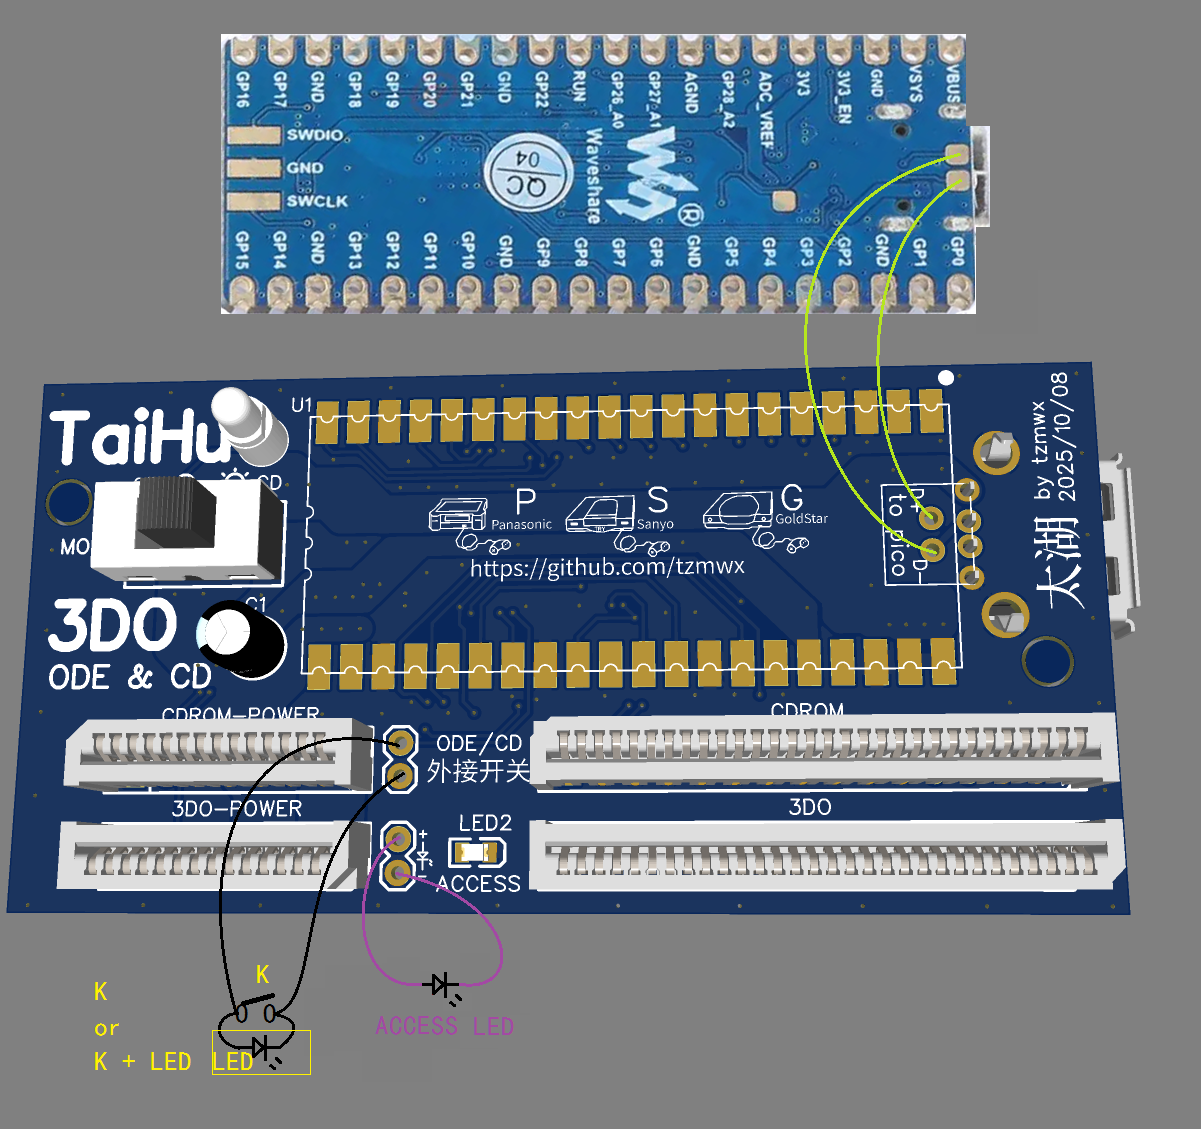 GP16 GP17 GND GP18 GP19 GP20 GP21 GND GP22 RUN GP26_A0 GP27_A1 AGND GP28_A2 ADC_VREF 3V3 3V3_EN GND VSYS VBUS
SWDIO
GND
SWCLK
QC
04
Waveshare
®
GP15 GP14 GND GP13 GP12 GP11 GP10 GND GP9 GP8 GP7 GP6 GND GP5 GP4 GP3 GP2 GND GP1 GP0
TaiHu
U1
CD
MO
3DO
C1
ODE & CD
P
Panasonic
S
TRY
Sanyo
G
GoldStar
https://github.com/tzmwx
D+
to pico
D-
by tzmwx
2025/10/08
太湖
CDROM-POWER
ODE/CD
外接开关
CDROM
3DO-POWER
+
-
LED2
ACCESS
3DO
K
K
or
K + LED LED
ACCESS LED